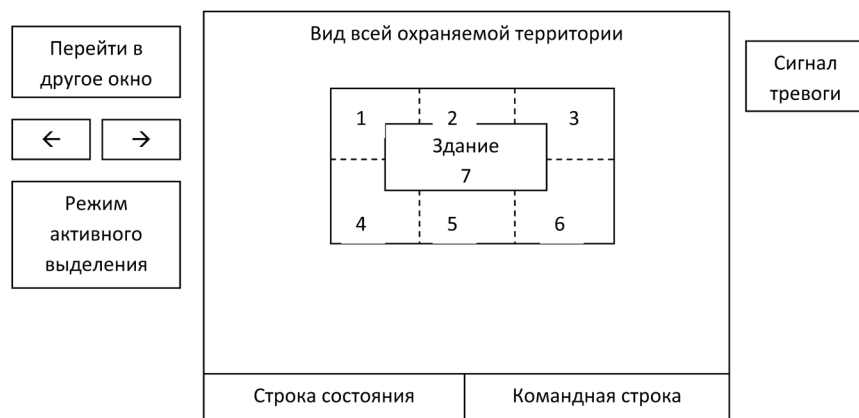 Перейти в
другое окно
←
→
Режим
активного
выделения
Вид всей охраняемой территории
1
2
3
Здание
7
4
5
6
Строка состояния
Командная строка
Сигнал
тревоги